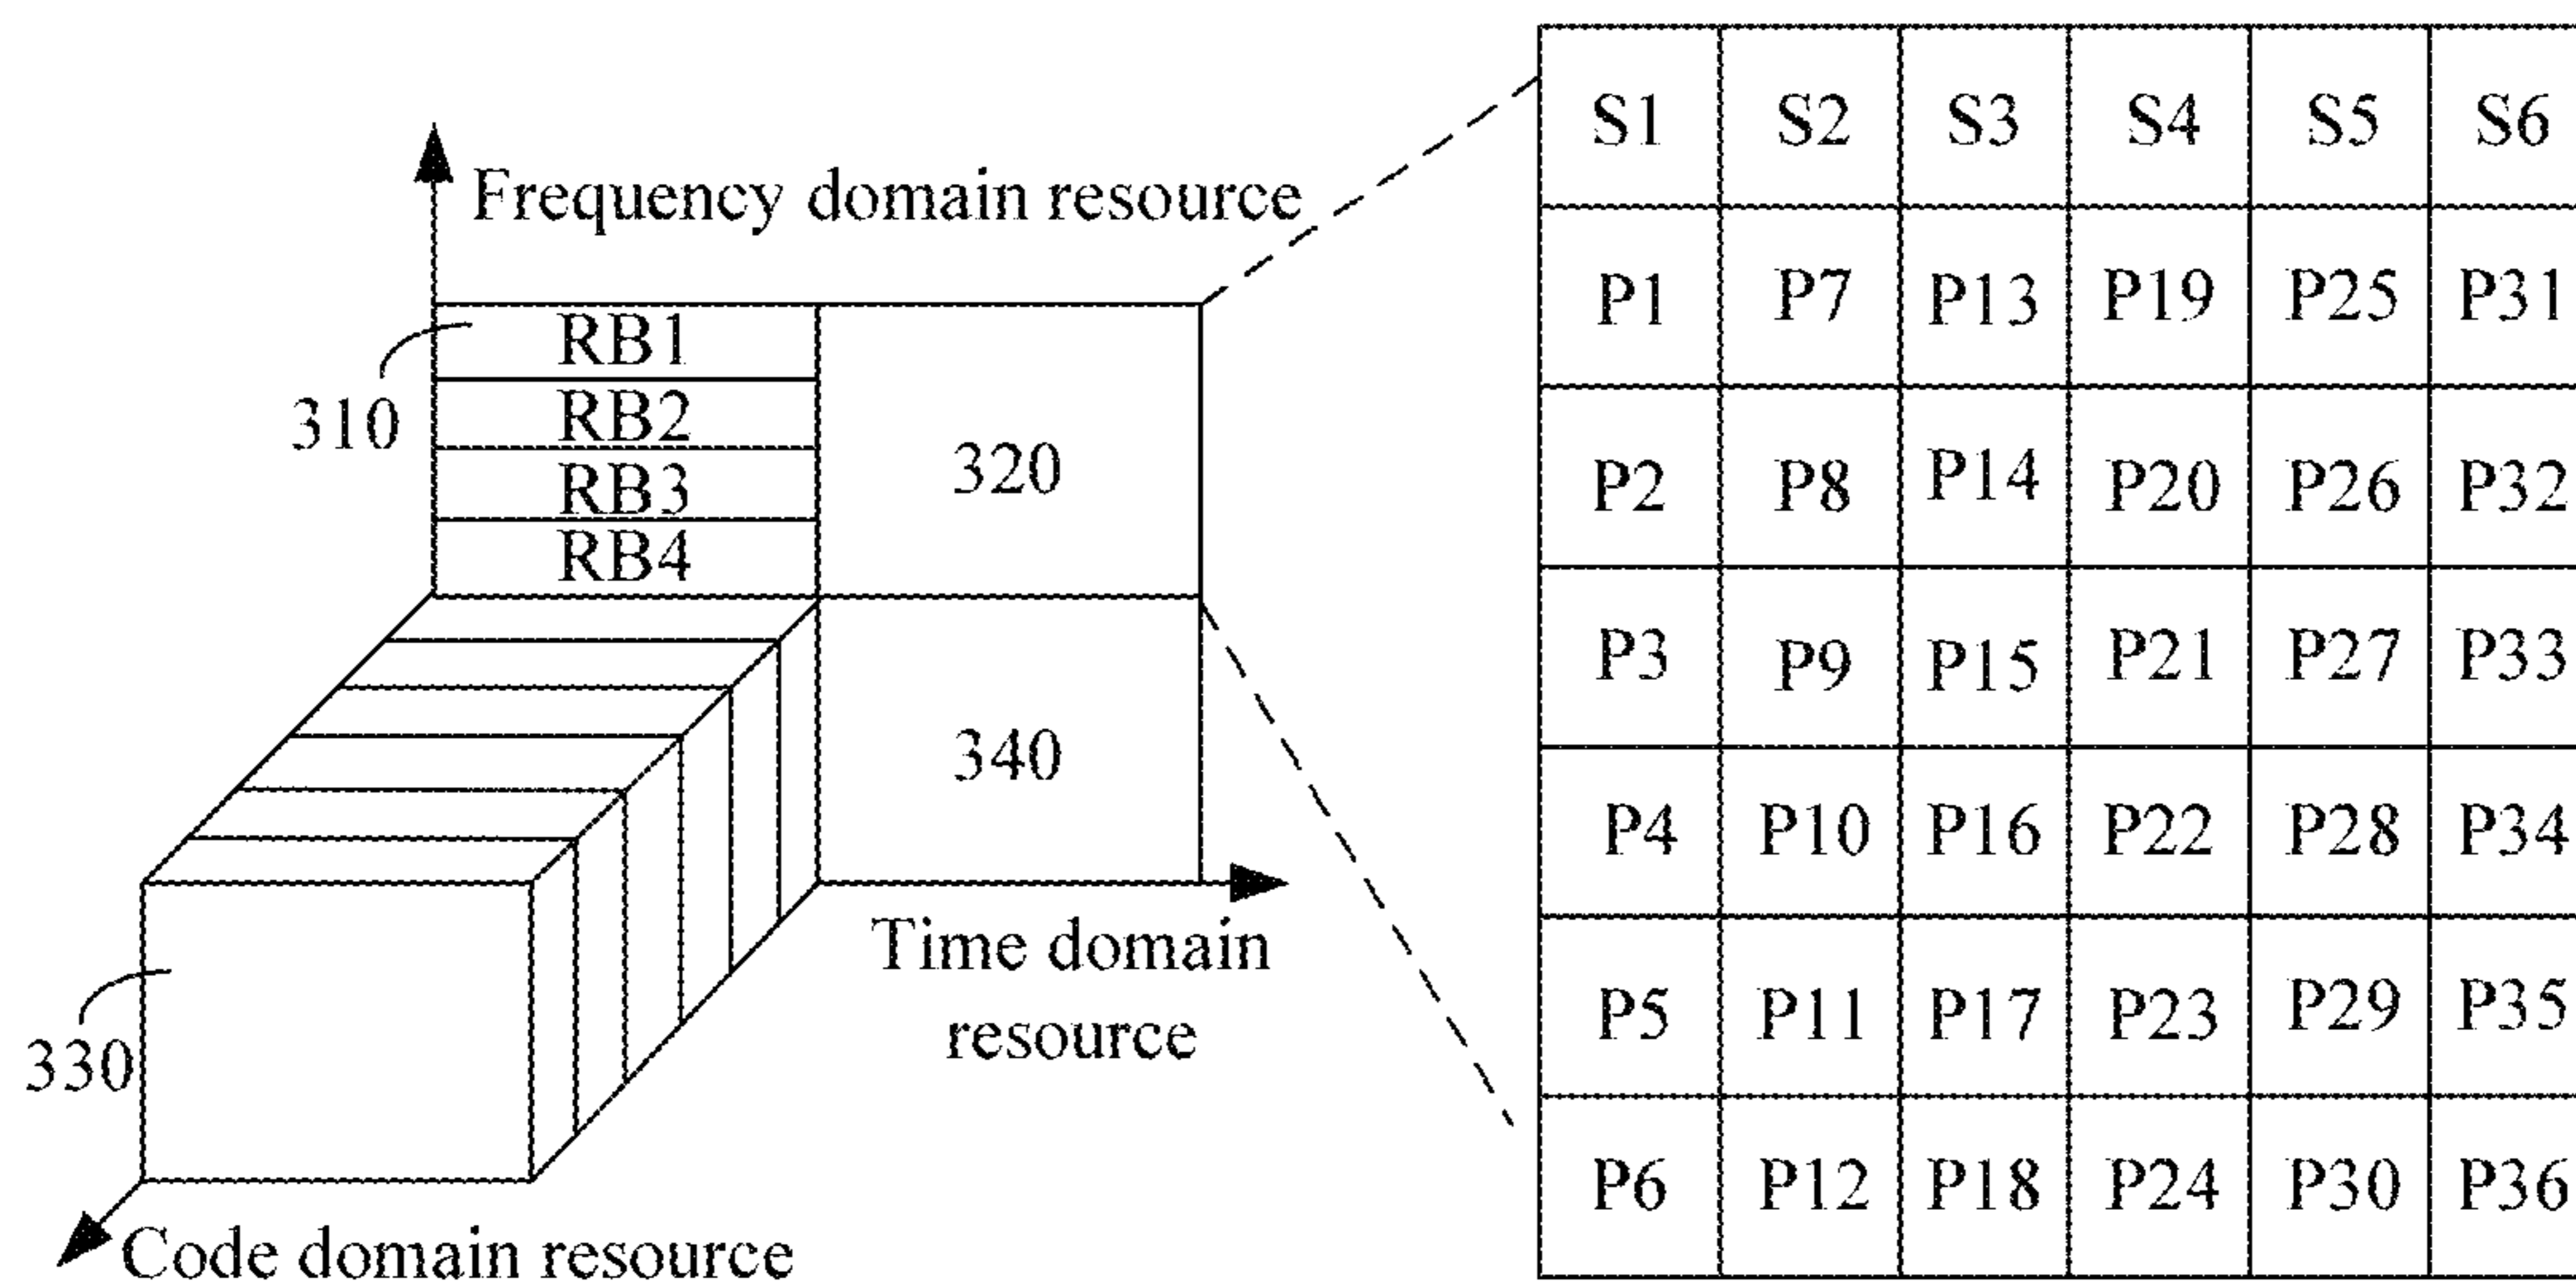 Frequency domain resource
310
RB1
RB2
RB3
RB4
320
340
330
Time domain
resource
Code domain resource
S1 S2 S3 S4 S5 S6
P1 P7 P13 P19 P25 P31
P2 P8 P14 P20 P26 P32
P3 P9 P15 P21 P27 P33
P4 P10 P16 P22 P28 P34
P5 P11 P17 P23 P29 P35
P6 P12 P18 P24 P30 P36